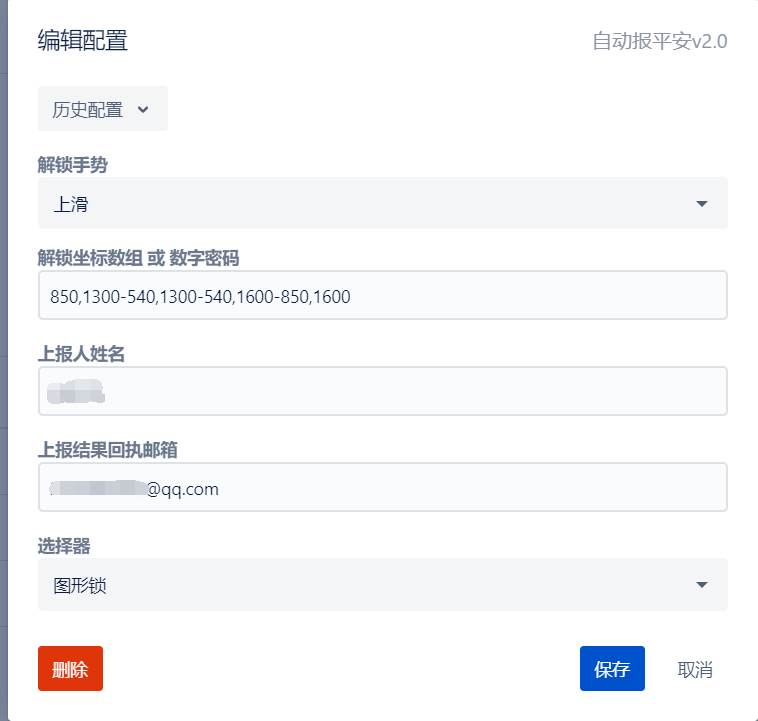 编辑配置
自动报平安v2.0
历史配置
解锁手势
上滑
解锁坐标数组 或 数字密码
850,1300-540,1300-540,1600-850,1600
上报人姓名
上报结果回执邮箱
@qq.com
选择器
图形锁
删除
保存
取消